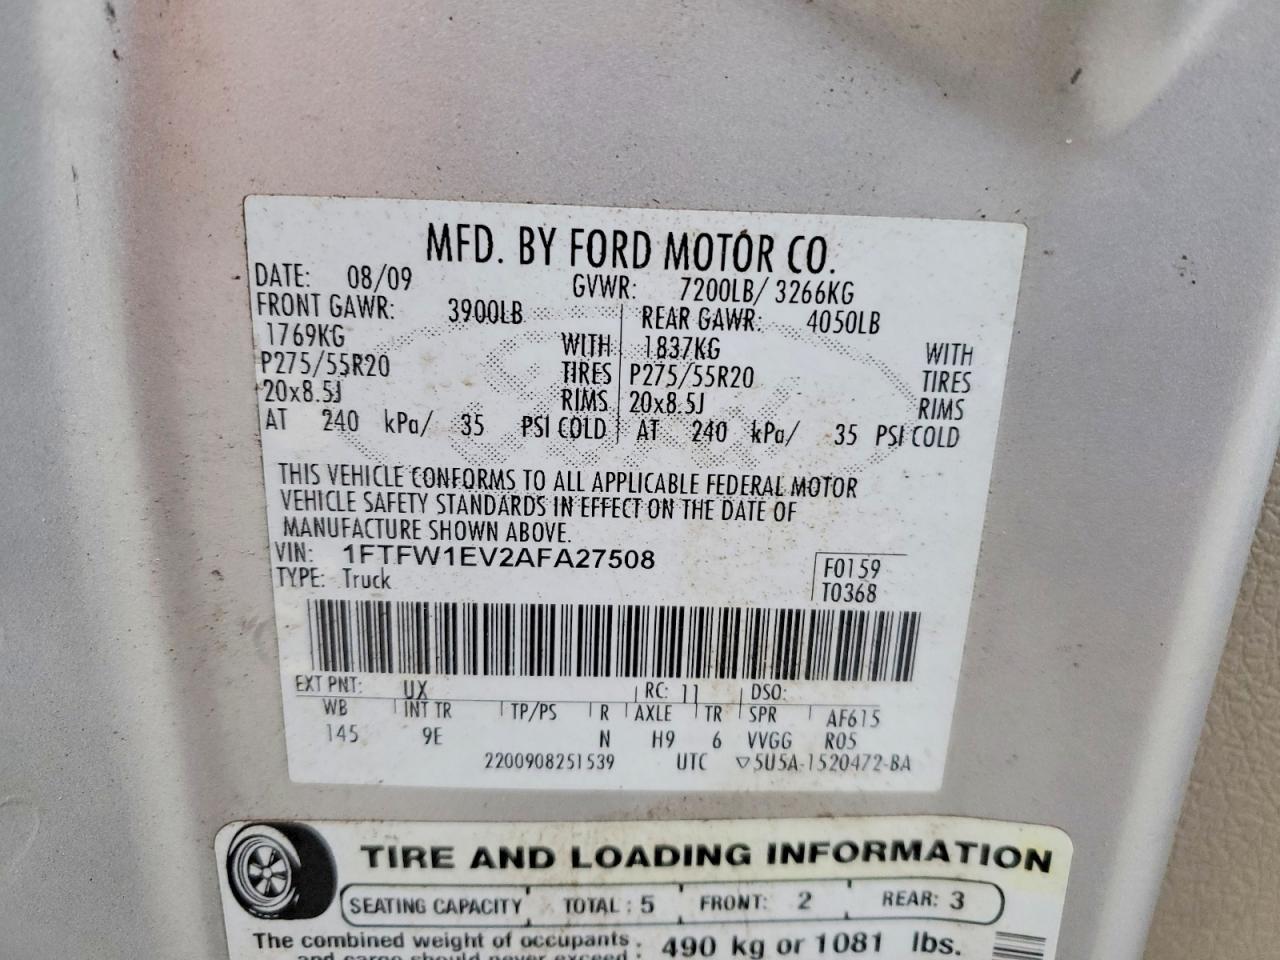 MFD. BY FORD MOTOR CO.
DATE: 08/09 GVWR: 7200LB/ 3266KG
FRONT GAWR: 3900LB REAR GAWR: 4050LB
1769KG WITH 1837KG WITH
P275/55R20 TIRES P275/55R20 TIRES
20x8.5J RIMS 20x8.5J RIMS
AT 240 kPa/ 35 PSI COLD AT 240 kPa/ 35 PSI COLD
THIS VEHICLE CONFORMS TO ALL APPLICABLE FEDERAL MOTOR
VEHICLE SAFETY STANDARDS IN EFFECT ON THE DATE OF
MANUFACTURE SHOWN ABOVE.
VIN: 1FTFW1EV2AFA27508 F0159
TYPE: Truck T0368
EXT PNT: UX RC: 11 DSO:
WB INT TR TP/PS R AXLE TR SPR AF615
145 9E N H9 6 VVGG R05
2200908251539 UTC ▽5U5A-1520472-BA
TIRE AND LOADING INFORMATION
SEATING CAPACITY TOTAL : 5 FRONT: 2 REAR: 3
The combined weight of occupants 490 kg or 1081 lbs.
and cargo should never exceed :